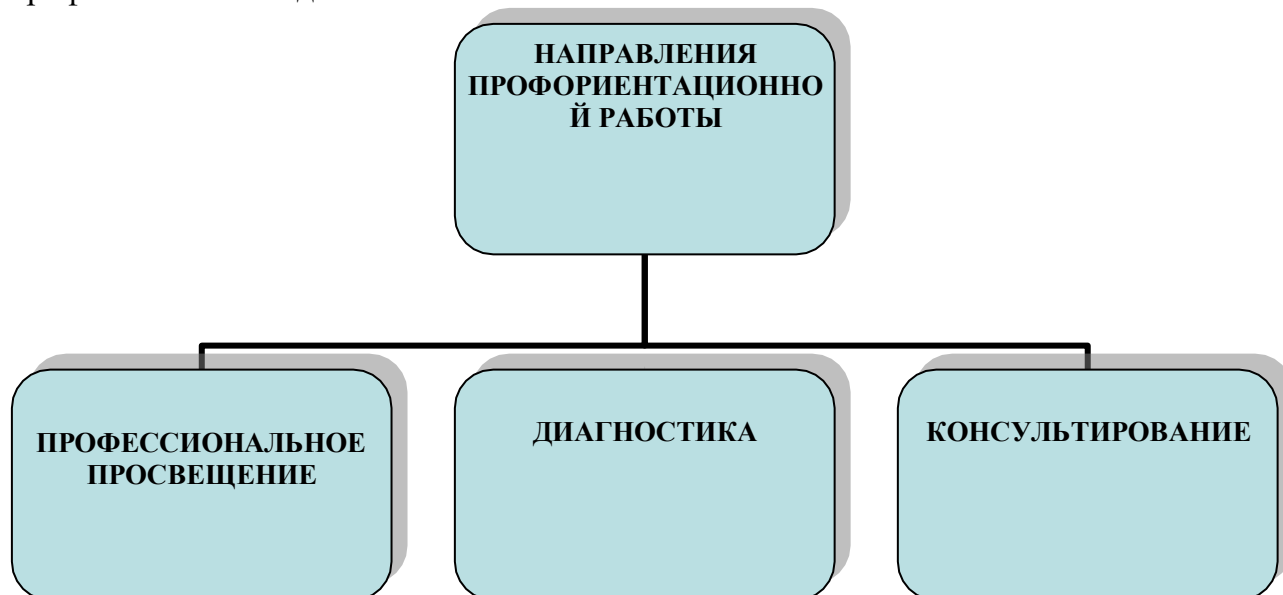 НАПРАВЛЕНИЯ
ПРОФОРИЕНТАЦИОННО
Й РАБОТЫ
ПРОФЕССИОНАЛЬНОЕ
ПРОСВЕЩЕНИЕ
ДИАГНОСТИКА
КОНСУЛЬТИРОВАНИЕ